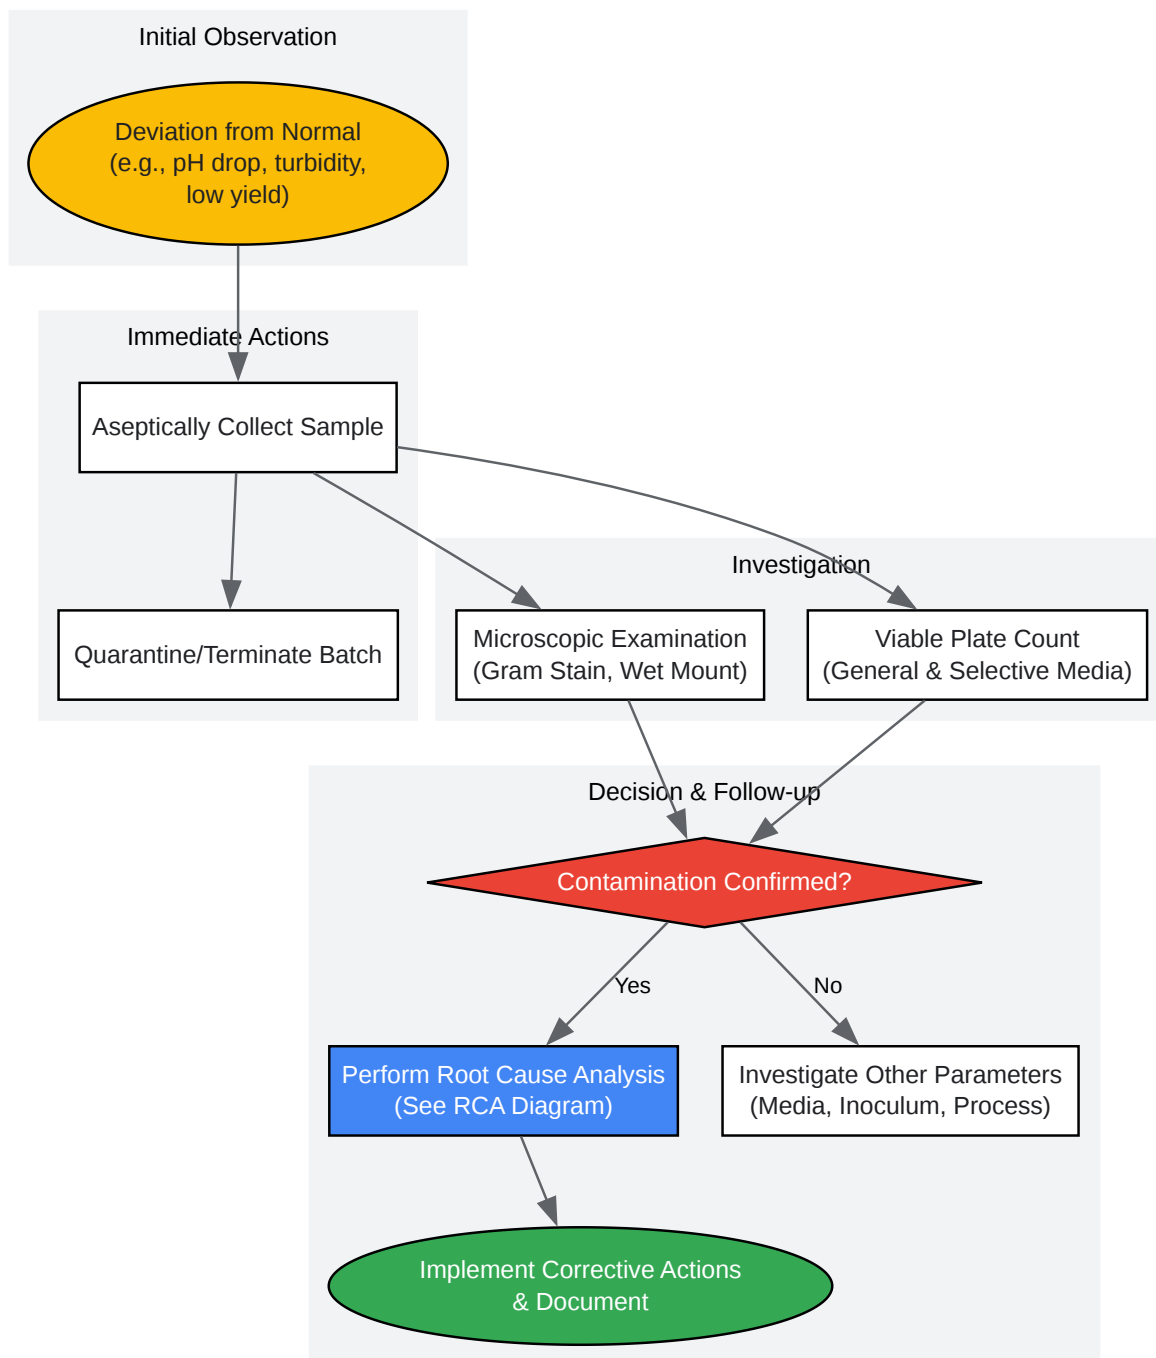 Initial Observation
Deviation from Normal
(e.g., pH drop, turbidity,
low yield)
Immediate Actions
Aseptically Collect Sample
Investigation
Quarantine/Terminate Batch
Microscopic Examination
(Gram Stain, Wet Mount)
Viable Plate Count
(General & Selective Media)
Decision & Follow-up
Contamination Confirmed?
Yes
No
Perform Root Cause Analysis
(See RCA Diagram)
Investigate Other Parameters
(Media, Inoculum, Process)
Implement Corrective Actions
& Document